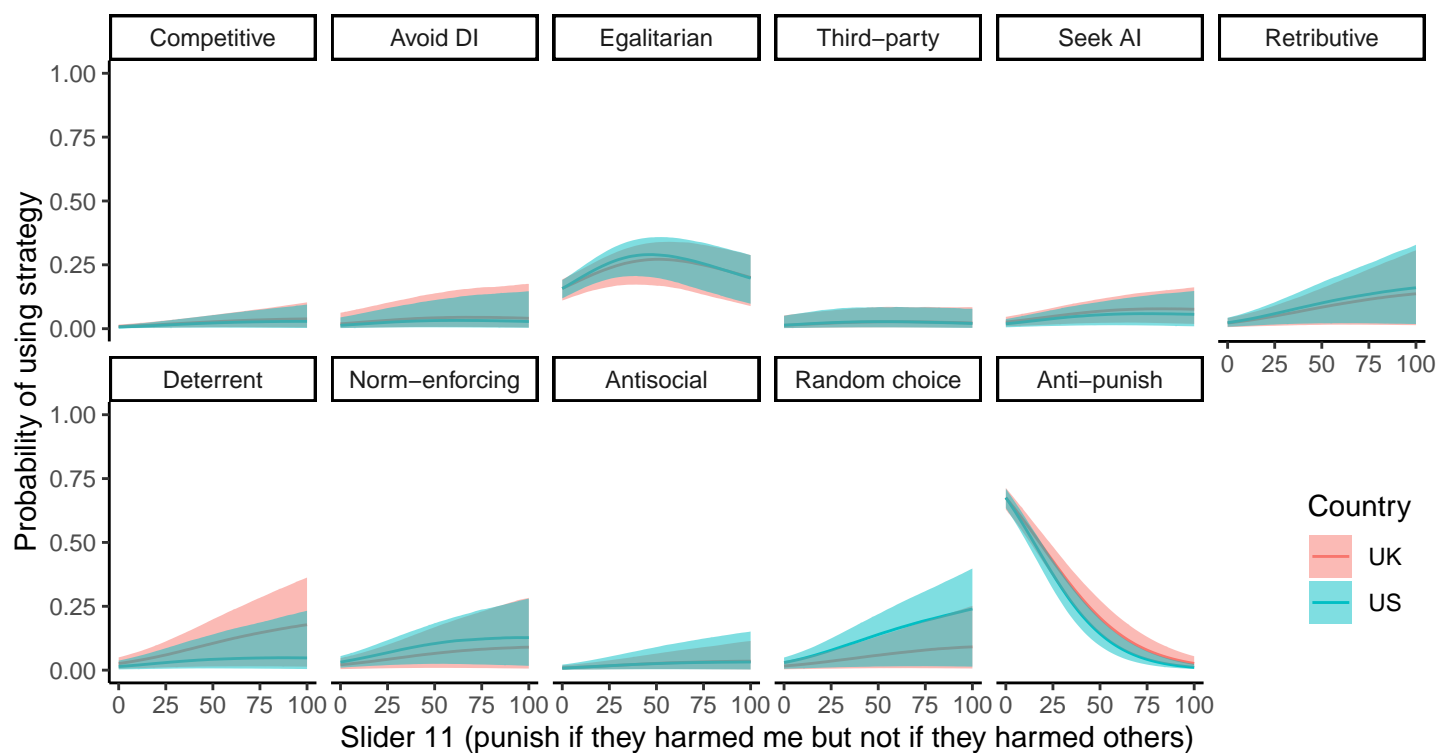 Competitive Avoid DI Egalitarian Third−party Seek AI Retributive
1.00
0.75
0.50
0.25
0.00
0 25 50 75 100
Deterrent Norm−enforcing Antisocial Random choice Anti−punish
1.00
0.75
0.50
0.25
0.00
0 25 50 75 100 0 25 50 75 100 0 25 50 75 100 0 25 50 75 100 0 25 50 75 100
Probability of using strategy
Slider 11 (punish if they harmed me but not if they harmed others)
Country
UK
US